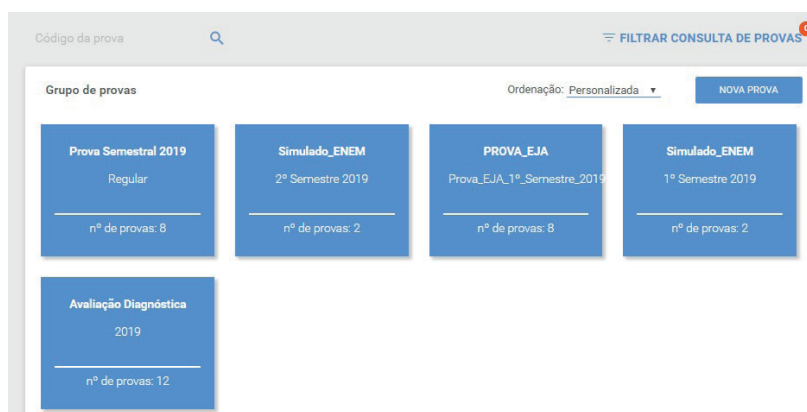 Código da prova
FILTRAR CONSULTA DE PROVAS
Grupo de provas
Ordenação: Personalizada
NOVA PROVA
Prova Semestral 2019
Regular
nº de provas: 8
Simulado_ENEM
2º Semestre 2019
nº de provas: 2
PROVA_EJA
Prova_EJA_1º_Semestre_2019
nº de provas: 8
Simulado_ENEM
1º Semestre 2019
nº de provas: 2
Avaliação Diagnóstica
2019
nº de provas: 12